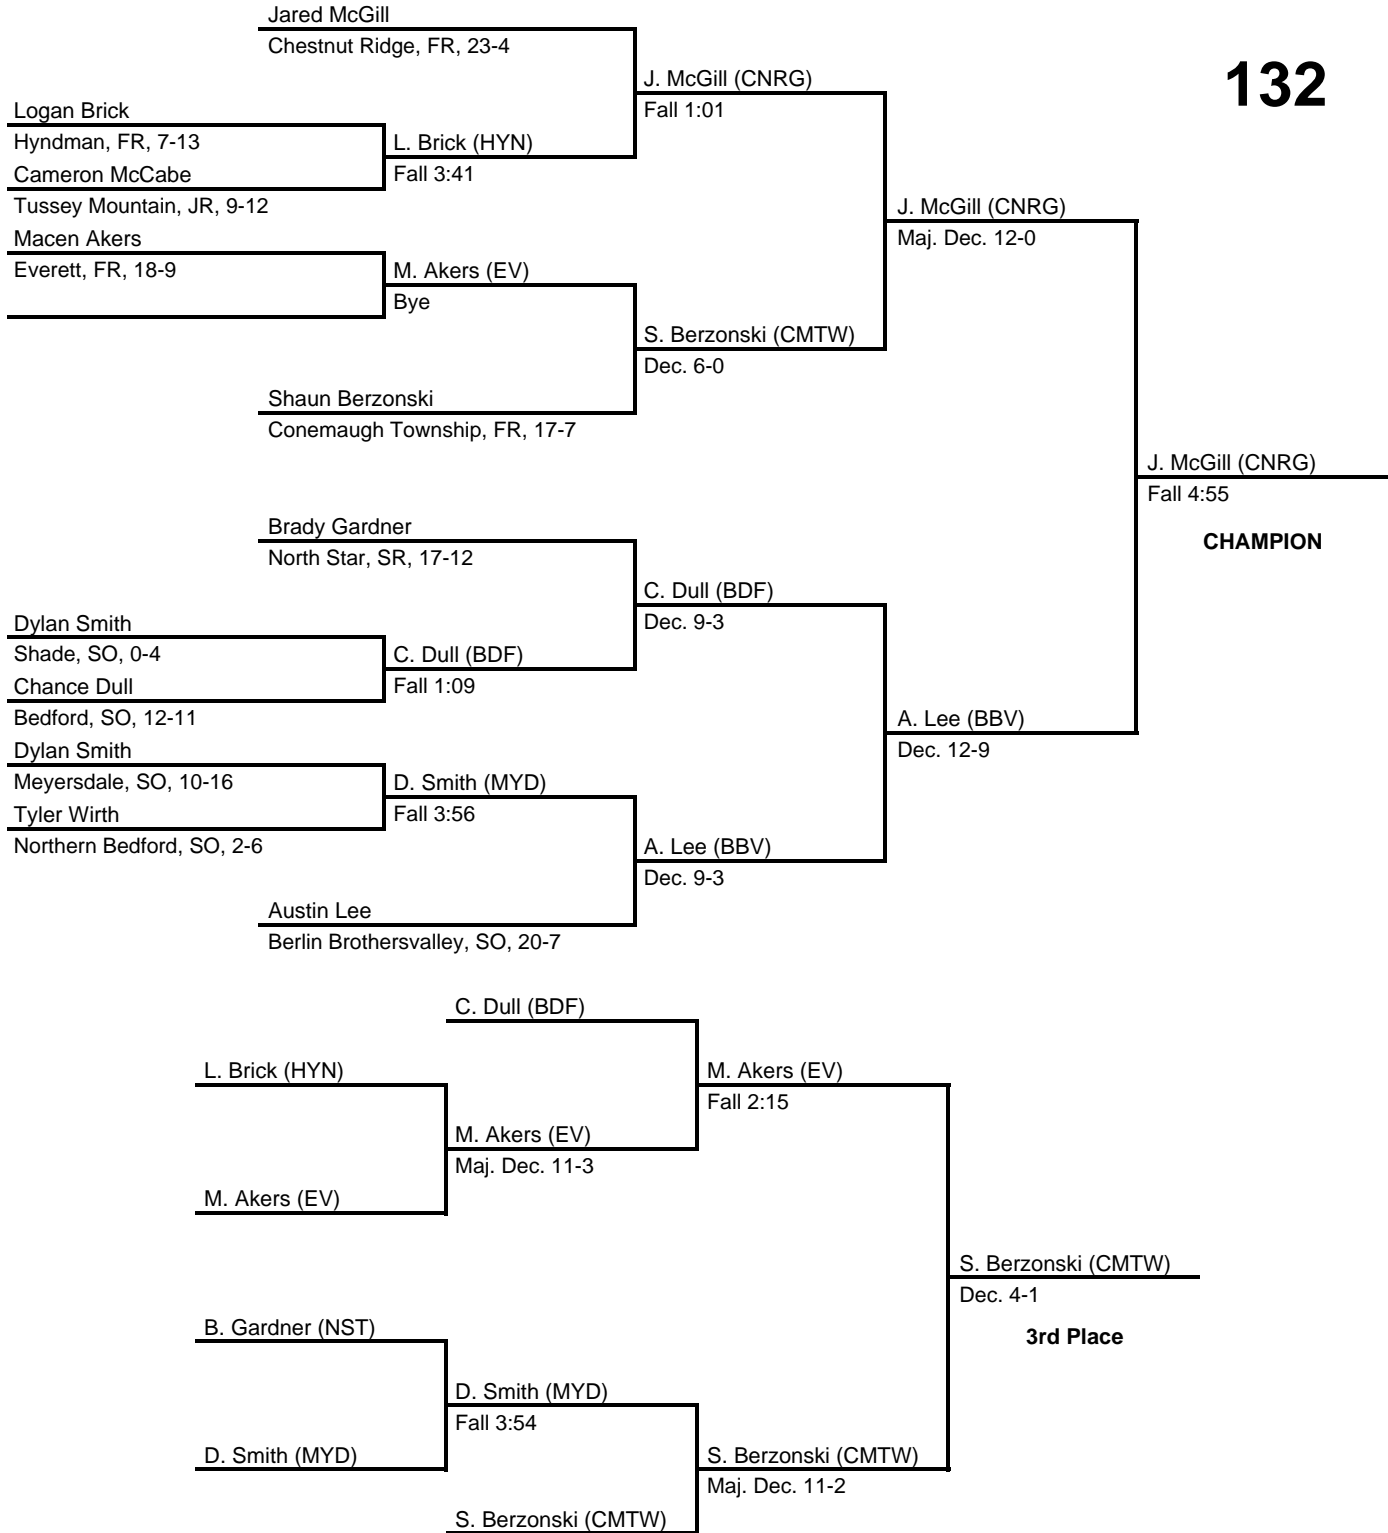 Jared McGill
Chestnut Ridge, FR, 23-4
132
J. McGill (CNRG)
Fall 1:01
Logan Brick
Hyndman, FR, 7-13
L. Brick (HYN)
Cameron McCabe
Fall 3:41
Tussey Mountain, JR, 9-12
J. McGill (CNRG)
Maj. Dec. 12-0
Macen Akers
Everett, FR, 18-9
M. Akers (EV)
Bye
S. Berzonski (CMTW)
Dec. 6-0
Shaun Berzonski
Conemaugh Township, FR, 17-7
J. McGill (CNRG)
Fall 4:55
CHAMPION
Brady Gardner
North Star, SR, 17-12
C. Dull (BDF)
Dec. 9-3
Dylan Smith
Shade, SO, 0-4
C. Dull (BDF)
Chance Dull
Fall 1:09
Bedford, SO, 12-11
A. Lee (BBV)
Dec. 12-9
Dylan Smith
Meyersdale, SO, 10-16
D. Smith (MYD)
Tyler Wirth
Fall 3:56
Northern Bedford, SO, 2-6
A. Lee (BBV)
Dec. 9-3
Austin Lee
Berlin Brothersvalley, SO, 20-7
C. Dull (BDF)
L. Brick (HYN)
M. Akers (EV)
Fall 2:15
M. Akers (EV)
Maj. Dec. 11-3
M. Akers (EV)
S. Berzonski (CMTW)
Dec. 4-1
3rd Place
B. Gardner (NST)
D. Smith (MYD)
Fall 3:54
D. Smith (MYD)
S. Berzonski (CMTW)
Maj. Dec. 11-2
S. Berzonski (CMTW)